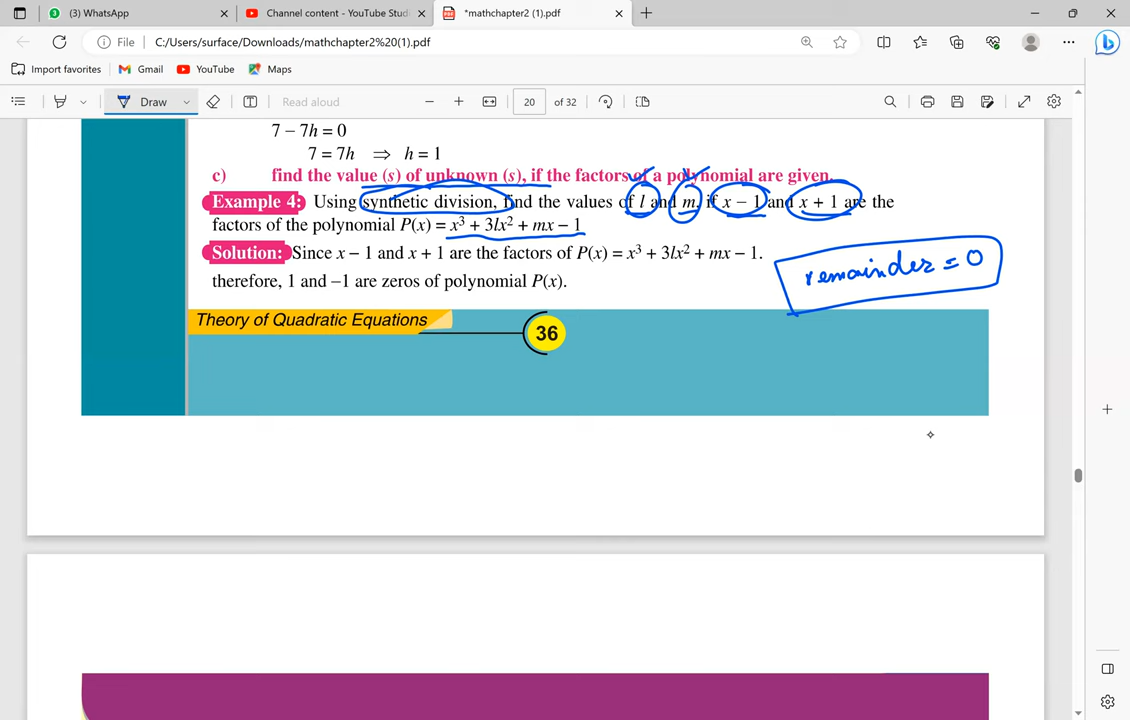 (3) WhatsApp
Channel content - YouTube Studi
*mathchapter2 (1).pdf
File
C:/Users/surface/Downloads/mathchapter2%20(1).pdf
Import favorites
Gmail
YouTube
Maps
Draw
Read aloud
20
of 32
7 – 7h = 0
7 = 7h ⇒ h = 1
c) find the value (s) of unknown (s), if the factors of a polynomial are given.
Example 4: Using synthetic division, find the values of l and m, if x – 1 and x + 1 are the
factors of the polynomial P(x) = x³ + 3lx² + mx – 1
Solution: Since x – 1 and x + 1 are the factors of P(x) = x³ + 3lx² + mx – 1.
remainder = 0
therefore, 1 and –1 are zeros of polynomial P(x).
Theory of Quadratic Equations
36